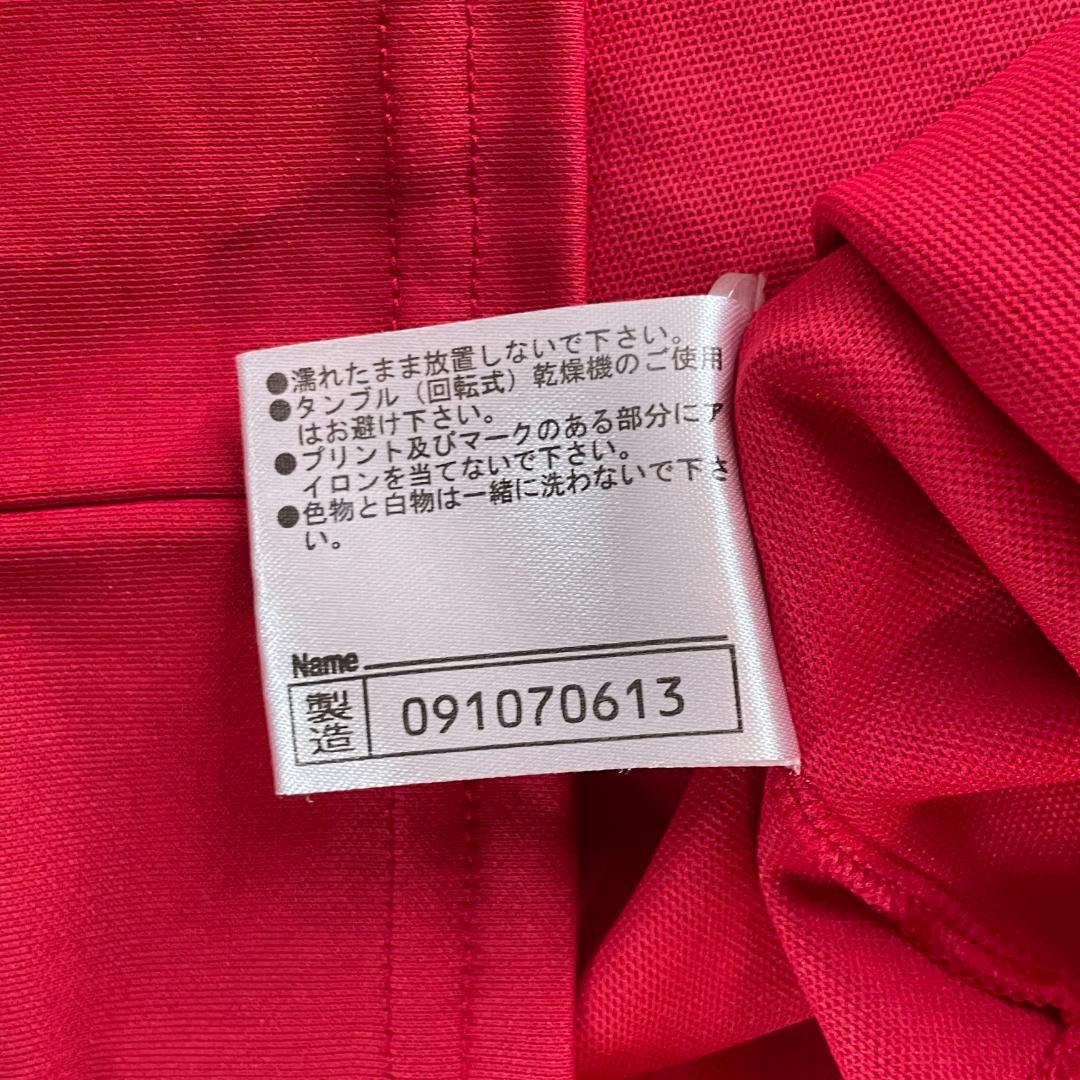 ●濡れたまま放置しないで下さい。
●タンブル（回転式）乾燥機のご使用
はお避け下さい。
●プリント及びマークのある部分にア
イロンを当てないで下さい。
●色物と白物は一緒に洗わないで下さ
い。
Name
製造 091070613